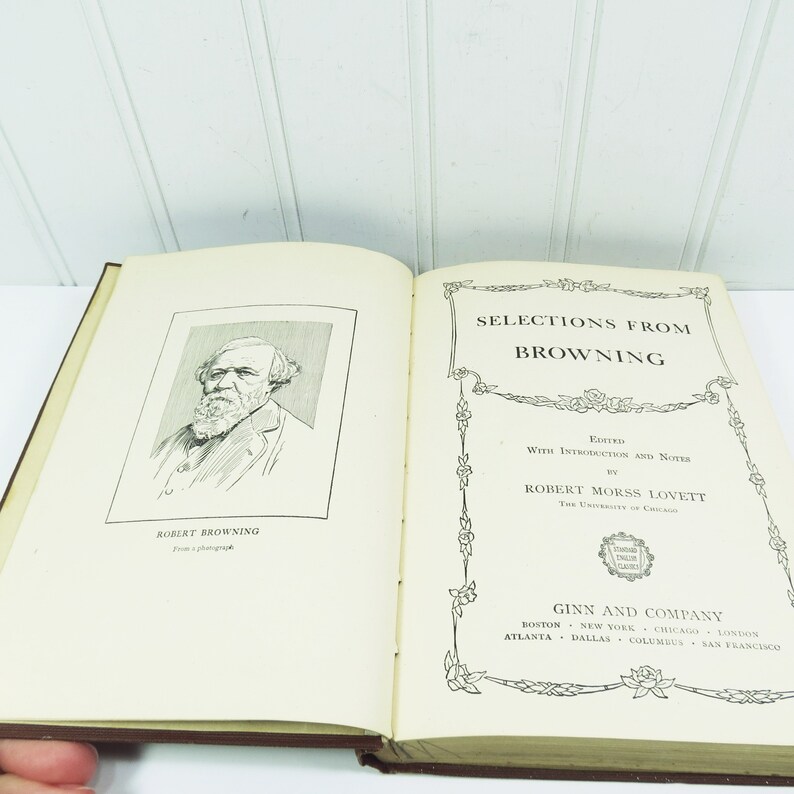 ROBERT BROWNING
From a photograph
SELECTIONS FROM
BROWNING
EDITED
WITH INTRODUCTION AND NOTES
BY
ROBERT MORSS LOVETT
THE UNIVERSITY OF CHICAGO
STANDARD
ENGLISH
CLASSICS
GINN AND COMPANY
BOSTON · NEW YORK · CHICAGO · LONDON
ATLANTA · DALLAS · COLUMBUS · SAN FRANCISCO